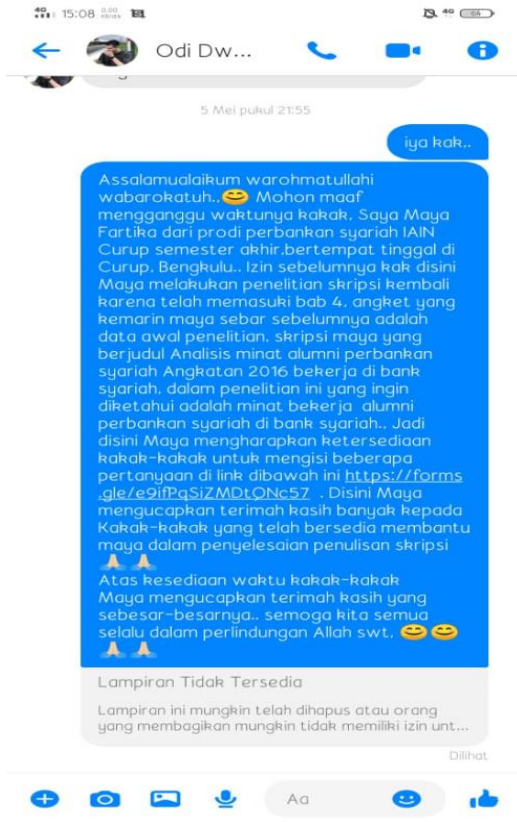 15:08
Odi Dw...
5 Mei pukul 21:55
iya kak,.
Assalamualaikum warohmatullahi
wabarokatuh..😊 Mohon maaf
mengganggu waktunya kakak, Saya Maya
Fartika dari prodi perbankan syariah IAIN
Curup semester akhir,bertempat tinggal di
Curup, Bengkulu.. Izin sebelumnya kak disini
Maya melakukan penelitian skripsi kembali
karena telah memasuki bab 4, angket yang
kemarin maya sebar sebelumnya adalah
data awal penelitian, skripsi maya yang
berjudul Analisis minat alumni perbankan
syariah Angkatan 2016 bekerja di bank
syariah, dalam penelitian ini yang ingin
diketahui adalah minat bekerja alumni
perbankan syariah di bank syariah.. Jadi
disini Maya mengharapkan ketersediaan
kakak-kakak untuk mengisi beberapa
pertanyaan di link dibawah ini https://forms
.gle/e9ifPqSiZMDtQNc57 . Disini Maya
mengucapkan terimah kasih banyak kepada
Kakak-kakak yang telah bersedia membantu
maya dalam penyelesaian penulisan skripsi
🙏🏻🙏🏻
Atas kesediaan waktu kakak-kakak
Maya mengucapkan terimah kasih yang
sebesar-besarnya.. semoga kita semua
selalu dalam perlindungan Allah swt, 😊😊
🙏🏻🙏🏻
Lampiran Tidak Tersedia
Lampiran ini mungkin telah dihapus atau orang
yang membagikan mungkin tidak memiliki izin unt...
Dilihat
Aa